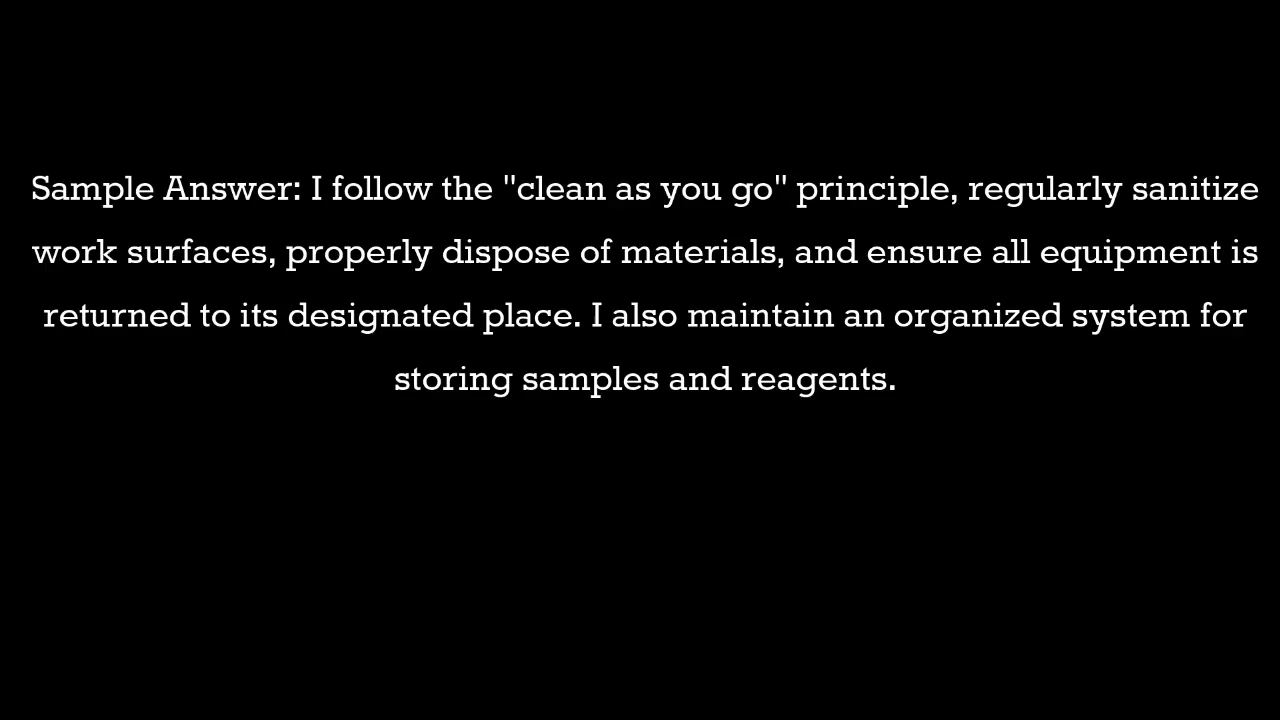 Sample Answer: I follow the "clean as you go" principle, regularly sanitize
work surfaces, properly dispose of materials, and ensure all equipment is
returned to its designated place. I also maintain an organized system for
storing samples and reagents.